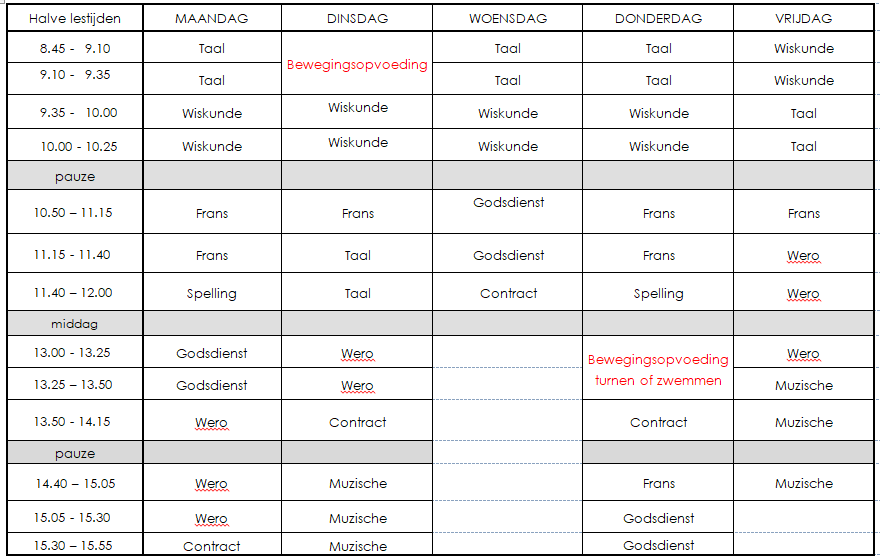 Halve lestijden MAANDAG DINSDAG WOENSDAG DONDERDAG VRIJDAG
8.45 - 9.10 Taal Bewegingsopvoeding Taal Taal Wiskunde
9.10 - 9.35 Taal Taal Taal Wiskunde
9.35 - 10.00 Wiskunde Wiskunde Wiskunde Wiskunde Taal
10.00 - 10.25 Wiskunde Wiskunde Wiskunde Wiskunde Taal
pauze
10.50 – 11.15 Frans Frans Godsdienst Frans Frans
11.15 - 11.40 Frans Taal Godsdienst Frans Wero
11.40 – 12.00 Spelling Taal Contract Spelling Wero
middag
13.00 - 13.25 Godsdienst Wero Bewegingsopvoeding Wero
13.25 – 13.50 Godsdienst Wero turnen of zwemmen Muzische
13.50 - 14.15 Wero Contract Contract Muzische
pauze
14.40 – 15.05 Wero Muzische Frans Muzische
15.05 - 15.30 Wero Muzische Godsdienst
15.30 – 15.55 Contract Muzische Godsdienst